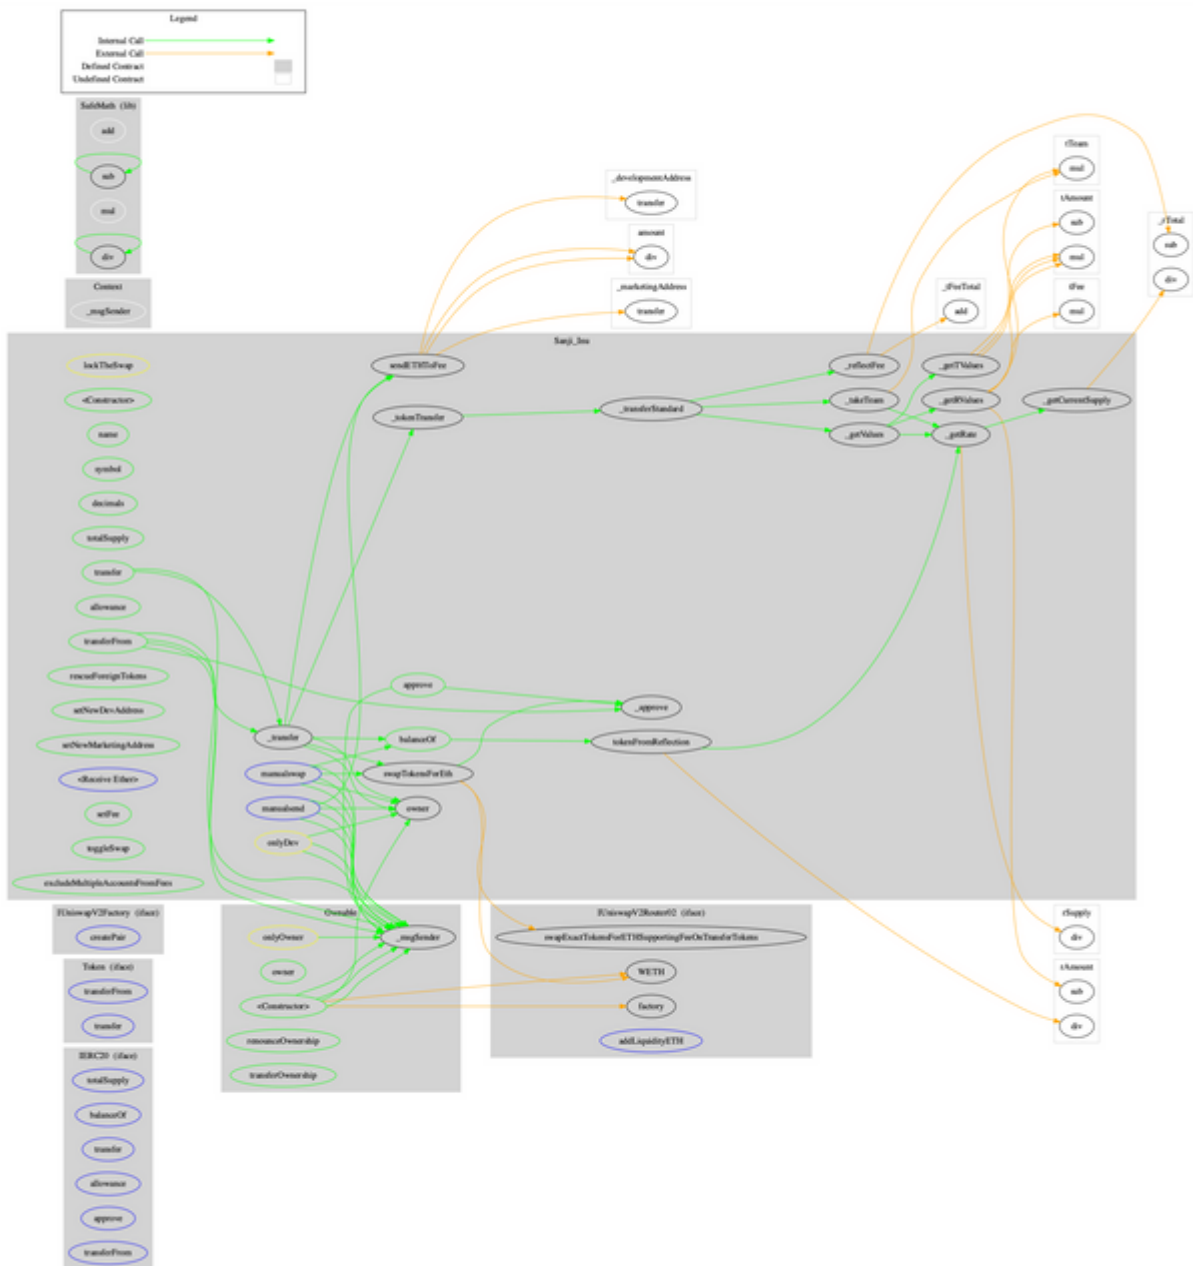 Legend
Internal Call
External Call
Defined Contract
Undefined Contract
SafeMath (lib)
add
sub
mul
div
Context
_msgSender
_developmentAddress
transfer
amount
div
_marketingAddress
transfer
_tFeeTotal
add
tTeam
mul
tAmount
sub
mul
tFee
mul
_rTotal
sub
div
Sanji_Inu
lockTheSwap
<Constructor>
name
symbol
decimals
totalSupply
transfer
allowance
transferFrom
rescueForeignTokens
setNewDevAddress
setNewMarketingAddress
<Receive Ether>
setFee
toggleSwap
excludeMultipleAccountsFromFees
sendETHToFee
_tokenTransfer
_transferStandard
_reflectFee
_takeTeam
_getValues
_getTValues
_getRValues
_getRate
_getCurrentSupply
approve
_approve
_transfer
balanceOf
tokenFromReflection
manualswap
swapTokensForEth
manualsend
owner
onlyDev
IUniswapV2Factory (iface)
createPair
Token (iface)
transferFrom
transfer
IERC20 (iface)
totalSupply
balanceOf
transfer
allowance
approve
transferFrom
Ownable
onlyOwner
_msgSender
owner
<Constructor>
renounceOwnership
transferOwnership
IUniswapV2Router02 (iface)
swapExactTokensForETHSupportingFeeOnTransferTokens
WETH
factory
addLiquidityETH
rSupply
div
rAmount
sub
div